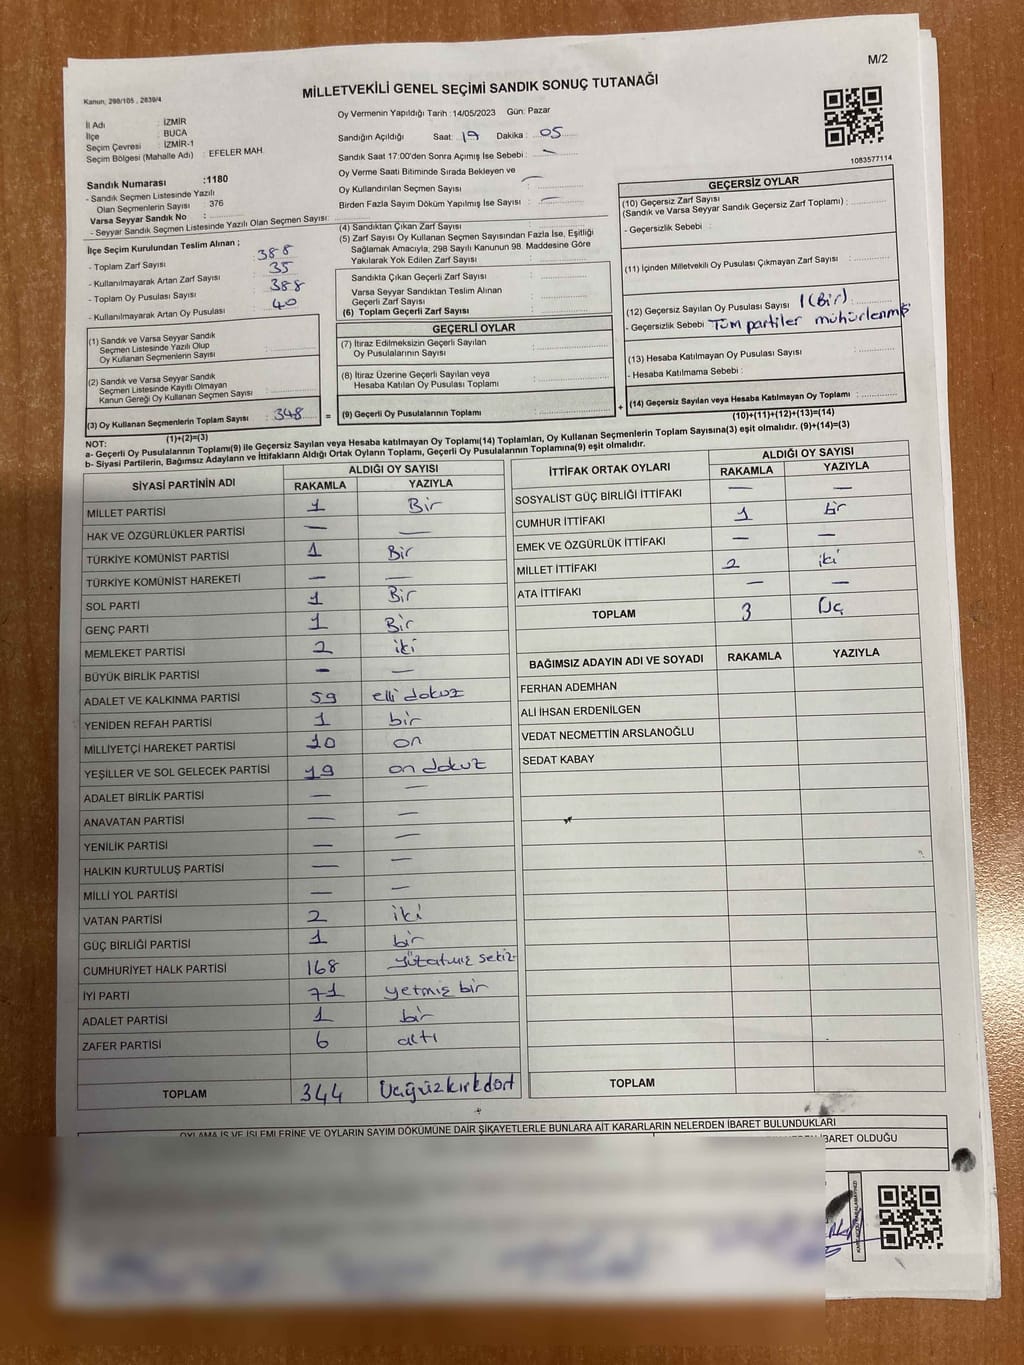 M/2
Kanun, 298/105 , 2839/4
MİLLETVEKİLİ GENEL SEÇİMİ SANDIK SONUÇ TUTANAĞI
İl Adı : İZMİR
İlçe : BUCA
Seçim Çevresi : İZMİR-1
Seçim Bölgesi (Mahalle Adı) : EFELER MAH.
Sandık Numarası :1180
- Sandık Seçmen Listesinde Yazılı
Olan Seçmenlerin Sayısı 376
Varsa Seyyar Sandık No :
- Seyyar Sandık Seçmen Listesinde Yazılı Olan Seçmen Sayısı:
İlçe Seçim Kurulundan Teslim Alınan ;
- Toplam Zarf Sayısı : 388
- Kullanılmayarak Artan Zarf Sayısı : 35
- Toplam Oy Pusulası Sayısı : 388
- Kullanılmayarak Artan Oy Pusulası : 40
(1) Sandık ve Varsa Seyyar Sandık
Seçmen Listesinde Yazılı Olup
Oy Kullanan Seçmenlerin Sayısı :
(2) Sandık ve Varsa Seyyar Sandık
Seçmen Listesinde Kayıtlı Olmayan
Kanun Gereği Oy Kullanan Seçmen Sayısı :
(3) Oy Kullanan Seçmenlerin Toplam Sayısı : 348 =
(1)+(2)=(3)
Oy Vermenin Yapıldığı Tarih : 14/05/2023 Gün: Pazar
Sandığın Açıldığı Saat: 19 Dakika : 05
Sandık Saat 17:00'den Sonra Açımış İse Sebebi : —
Oy Verme Saati Bitiminde Sırada Bekleyen ve
Oy Kullandırılan Seçmen Sayısı : —
Birden Fazla Sayım Döküm Yapılmış İse Sayısı : —
(4) Sandıktan Çıkan Zarf Sayısı :
(5) Zarf Sayısı Oy Kullanan Seçmen Sayısından Fazla İse, Eşitliği
Sağlamak Amacıyla, 298 Sayılı Kanunun 98. Maddesine Göre
Yakılarak Yok Edilen Zarf Sayısı :
Sandıkta Çıkan Geçerli Zarf Sayısı :
Varsa Seyyar Sandıktan Teslim Alınan
Geçerli Zarf Sayısı :
(6) Toplam Geçerli Zarf Sayısı :
GEÇERLİ OYLAR
(7) İtiraz Edilmeksizin Geçerli Sayılan
Oy Pusulalarının Sayısı :
(8) İtiraz Üzerine Geçerli Sayılan veya
Hesaba Katılan Oy Pusulası Toplamı :
(9) Geçerli Oy Pusulalarının Toplamı : +
1083577114
GEÇERSİZ OYLAR
(10) Geçersiz Zarf Sayısı
(Sandık ve Varsa Seyyar Sandık Geçersiz Zarf Toplamı) :
- Geçersizlik Sebebi :
(11) İçinden Milletvekili Oy Pusulası Çıkmayan Zarf Sayısı :
(12) Geçersiz Sayılan Oy Pusulası Sayısı 1 (Bir)
- Geçersizlik Sebebi Tüm partiler mühürlenmiş
(13) Hesaba Katılmayan Oy Pusulası Sayısı :
- Hesaba Katılmama Sebebi :
(14) Geçersiz Sayılan veya Hesaba Katılmayan Oy Toplamı :
(10)+(11)+(12)+(13)=(14)
NOT:
a- Geçerli Oy Pusulalarının Toplamı(9) ile Geçersiz Sayılan veya Hesaba katılmayan Oy Toplamı(14) Toplamları, Oy Kullanan Seçmenlerin Toplam Sayısına(3) eşit olmalıdır. (9)+(14)=(3)
b- Siyasi Partilerin, Bağımsız Adayların ve İttifakların Aldığı Ortak Oyların Toplamı, Geçerli Oy Pusulalarının Toplamına(9) eşit olmalıdır.
SİYASİ PARTİNİN ADI ALDIĞI OY SAYISI
RAKAMLA YAZIYLA
MİLLET PARTİSİ 1 Bir
HAK VE ÖZGÜRLÜKLER PARTİSİ — —
TÜRKİYE KOMÜNİST PARTİSİ 1 Bir
TÜRKİYE KOMÜNİST HAREKETİ — —
SOL PARTİ 1 Bir
GENÇ PARTİ 1 Bir
MEMLEKET PARTİSİ 2 iki
BÜYÜK BİRLİK PARTİSİ — —
ADALET VE KALKINMA PARTİSİ 59 elli dokuz
YENİDEN REFAH PARTİSİ 1 bir
MİLLİYETÇİ HAREKET PARTİSİ 10 on
YEŞİLLER VE SOL GELECEK PARTİSİ 19 on dokuz
ADALET BİRLİK PARTİSİ — —
ANAVATAN PARTİSİ — —
YENİLİK PARTİSİ — —
HALKIN KURTULUŞ PARTİSİ — —
MİLLİ YOL PARTİSİ — —
VATAN PARTİSİ 2 iki
GÜÇ BİRLİĞİ PARTİSİ 1 bir
CUMHURİYET HALK PARTİSİ 168 yüzatmış sekiz
İYİ PARTİ 71 yetmiş bir
ADALET PARTİSİ 1 bir
ZAFER PARTİSİ 6 altı
TOPLAM 344 Üçyüzkırkdört
İTTİFAK ORTAK OYLARI ALDIĞI OY SAYISI
RAKAMLA YAZIYLA
SOSYALİST GÜÇ BİRLİĞİ İTTİFAKI — —
CUMHUR İTTİFAKI 1 bir
EMEK VE ÖZGÜRLÜK İTTİFAKI — —
MİLLET İTTİFAKI 2 iki
ATA İTTİFAKI — —
TOPLAM 3 Üç
BAĞIMSIZ ADAYIN ADI VE SOYADI RAKAMLA YAZIYLA
FERHAN ADEMHAN
ALİ İHSAN ERDENİLGEN
VEDAT NECMETTİN ARSLANOĞLU
SEDAT KABAY
TOPLAM
OYLAMA İŞ VE İŞLEMLERİNE VE OYLARIN SAYIM DÖKÜMÜNE DAİR ŞİKAYETLERLE BUNLARA AİT KARARLARIN NELERDEN İBARET BULUNDUKLARI
İBARET OLDUĞU